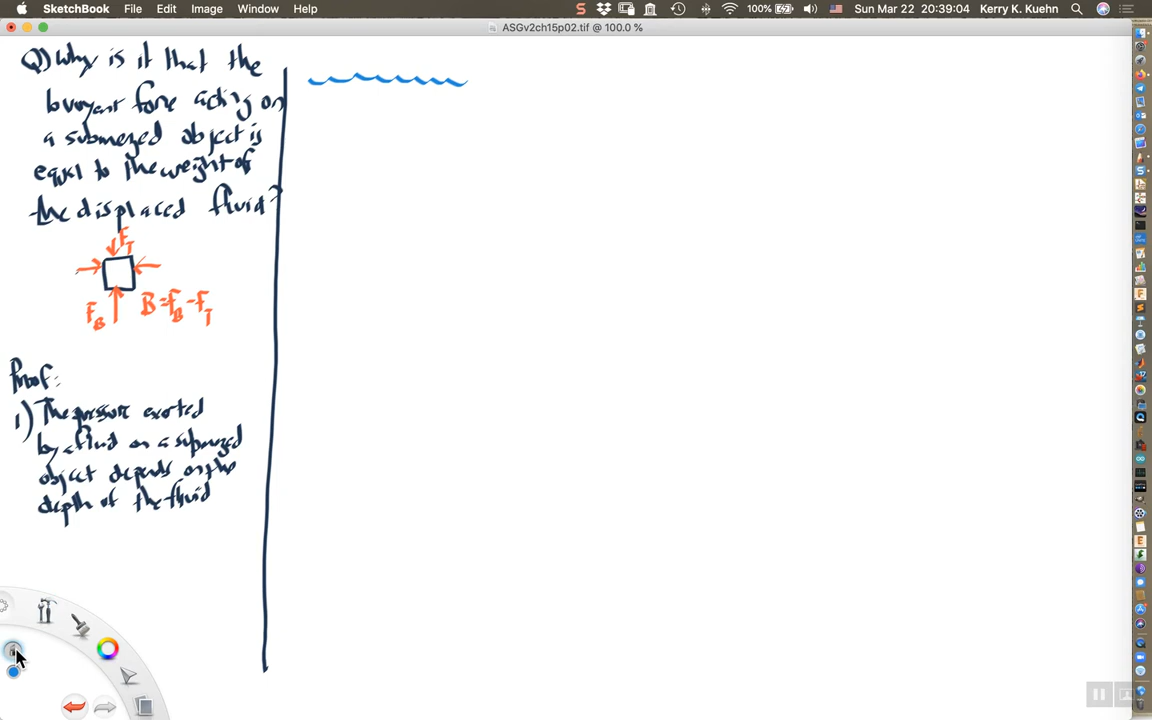 SketchBook File Edit Image Window Help 100% Sun Mar 22 20:39:04 Kerry K. Kuehn
ASGv2ch15p02.tif @ 100.0 %
Q) Why is it that the
buoyant force acting on
a submerged object is
equal to the weight of
the displaced fluid?
F_T
F_B B = F_B - F_T
Proof:
1) The pressure exerted
by a fluid on a submerged
object depends on the
depth of the fluid